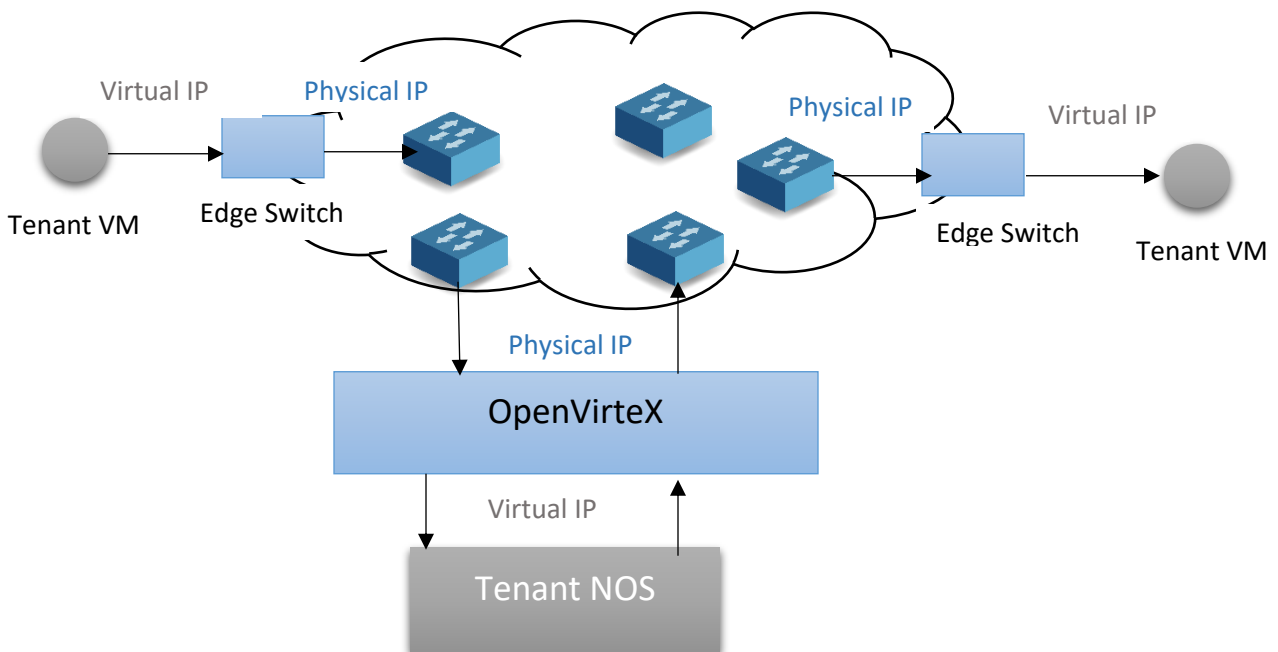 Virtual IP
Physical IP
Physical IP
Virtual IP
Tenant VM
Edge Switch
Edge Switch
Tenant VM
Physical IP
OpenVirteX
Virtual IP
Tenant NOS